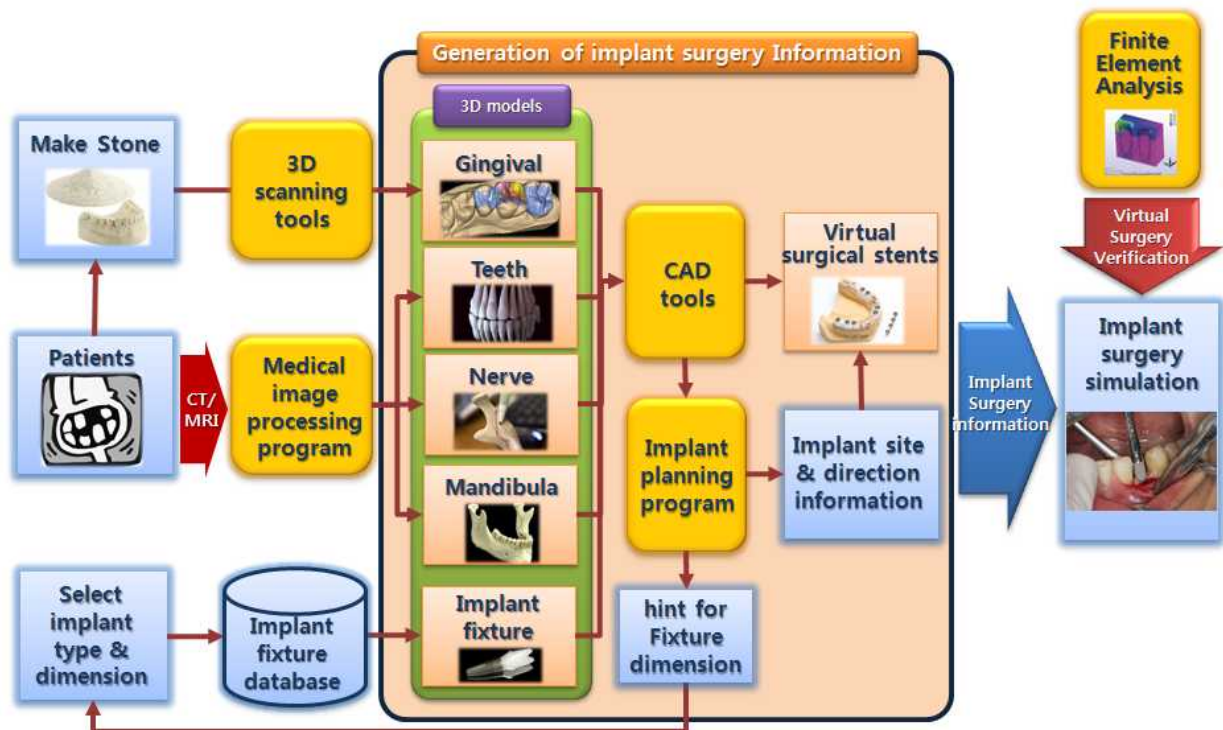 Generation of implant surgery Information
Finite
Element
Analysis
3D models
Make Stone
3D
scanning
tools
Gingival
Virtual
Surgery
Verification
Teeth
CAD
tools
Virtual
surgical stents
Patients
CT/
MRI
Medical
image
processing
program
Nerve
Implant
planning
program
Implant site
& direction
information
Implant
Surgery
information
Implant
surgery
simulation
Mandibula
Select
implant
type &
dimension
Implant
fixture
database
Implant
fixture
hint for
Fixture
dimension